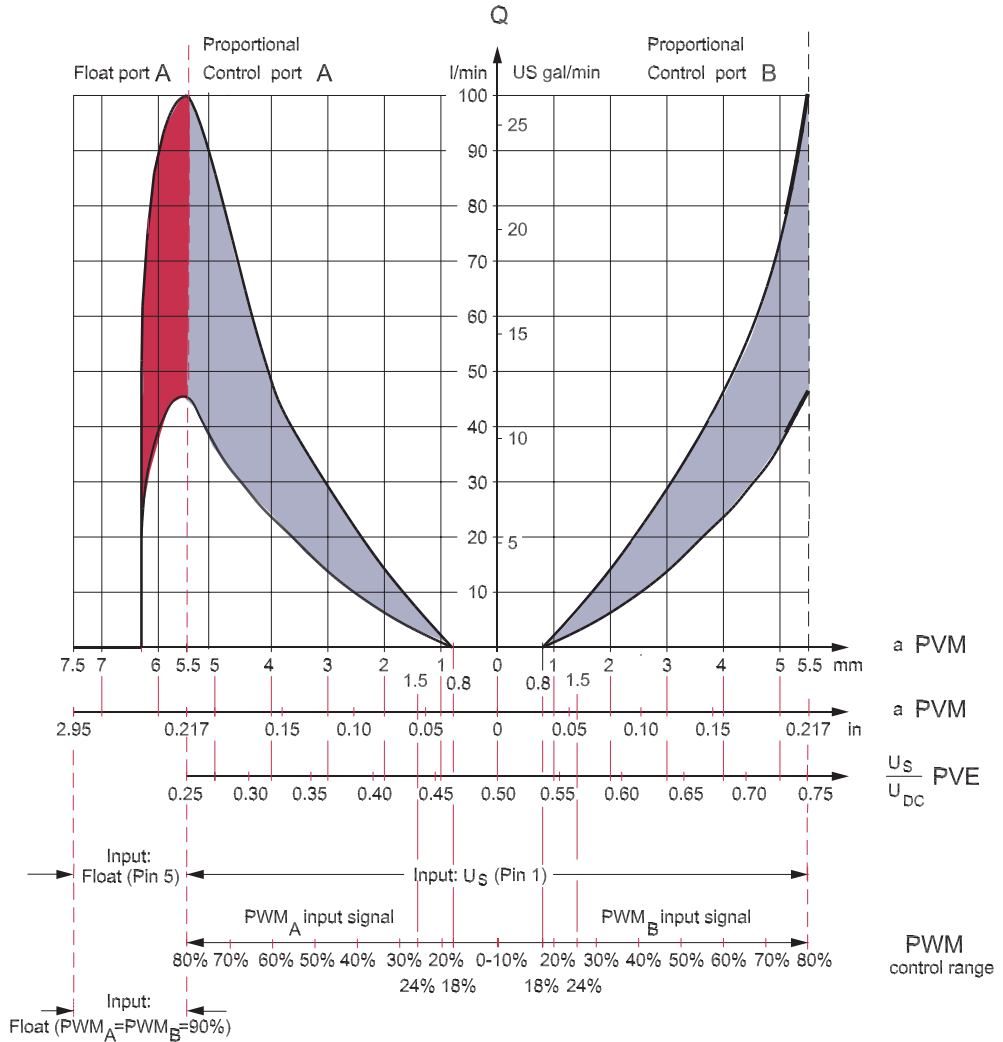 Q
Proportional
Proportional
Float port A
Control port A
l/min
US gal/min
Control port B
100
90
80
70
60
50
40
30
20
10
25
20
15
10
5
7.5 7 6 5.5 5 4 3 2 1 0 1 2 3 4 5 5.5 mm
a PVM
1.5 0.8 0.8 1.5
2.95 0.217 0.15 0.10 0.05 0 0.05 0.10 0.15 0.217 in
a PVM
0.25 0.30 0.35 0.40 0.45 0.50 0.55 0.60 0.65 0.70 0.75
US
UDC
PVE
Input:
Float (Pin 5)
Input: US (Pin 1)
PWMA input signal
PWMB input signal
80% 70% 60% 50% 40% 30% 20% 0-10% 20% 30% 40% 50% 60% 70% 80%
24% 18% 18% 24%
PWM
control range
Input:
Float (PWMA=PWMB=90%)